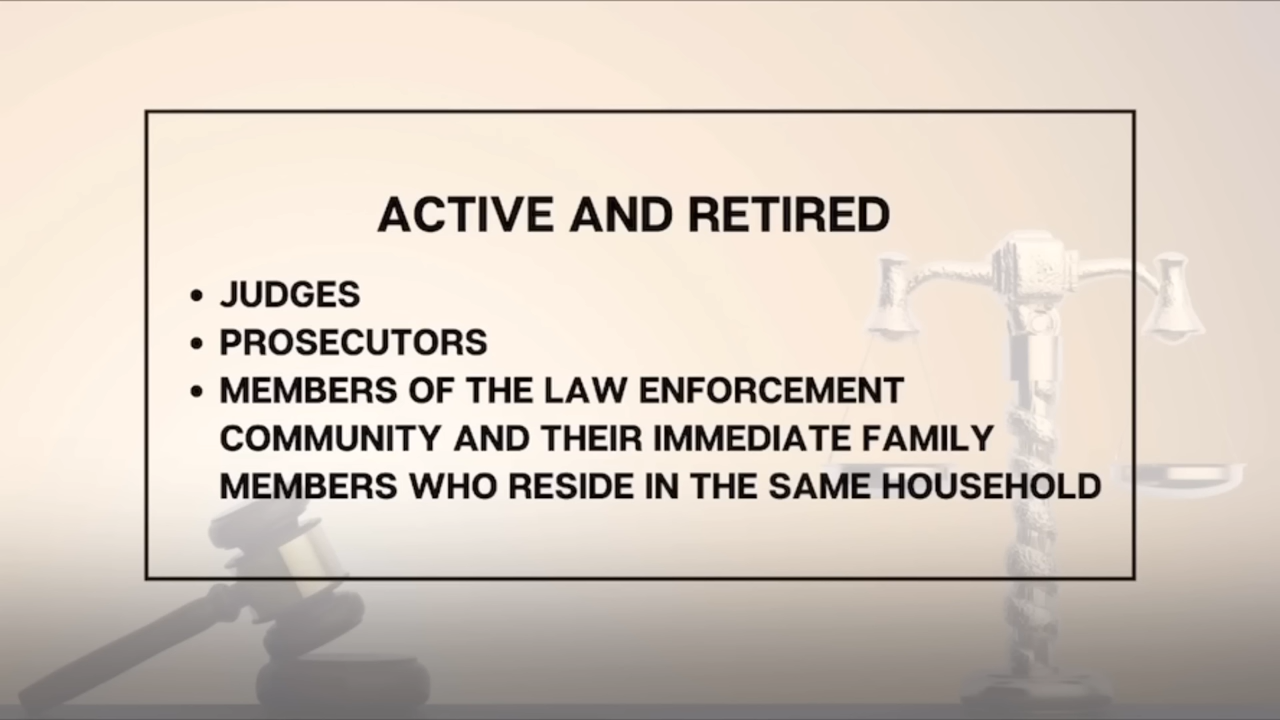 ACTIVE AND RETIRED
• JUDGES
• PROSECUTORS
• MEMBERS OF THE LAW ENFORCEMENT
COMMUNITY AND THEIR IMMEDIATE FAMILY
MEMBERS WHO RESIDE IN THE SAME HOUSEHOLD